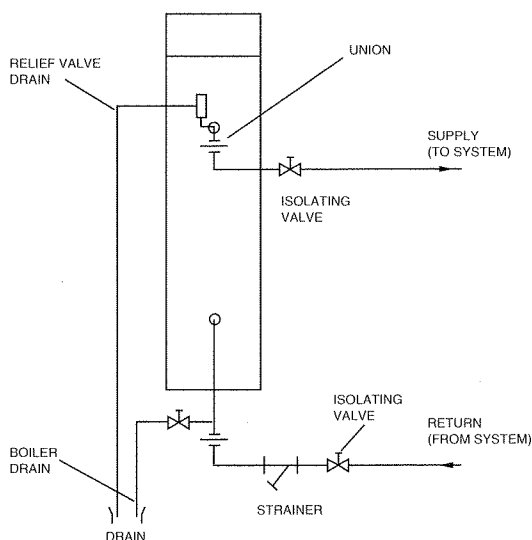 RELIEF VALVE
DRAIN
UNION
SUPPLY
(TO SYSTEM)
ISOLATING
VALVE
ISOLATING
VALVE
RETURN
(FROM SYSTEM)
BOILER
DRAIN
STRAINER
DRAIN